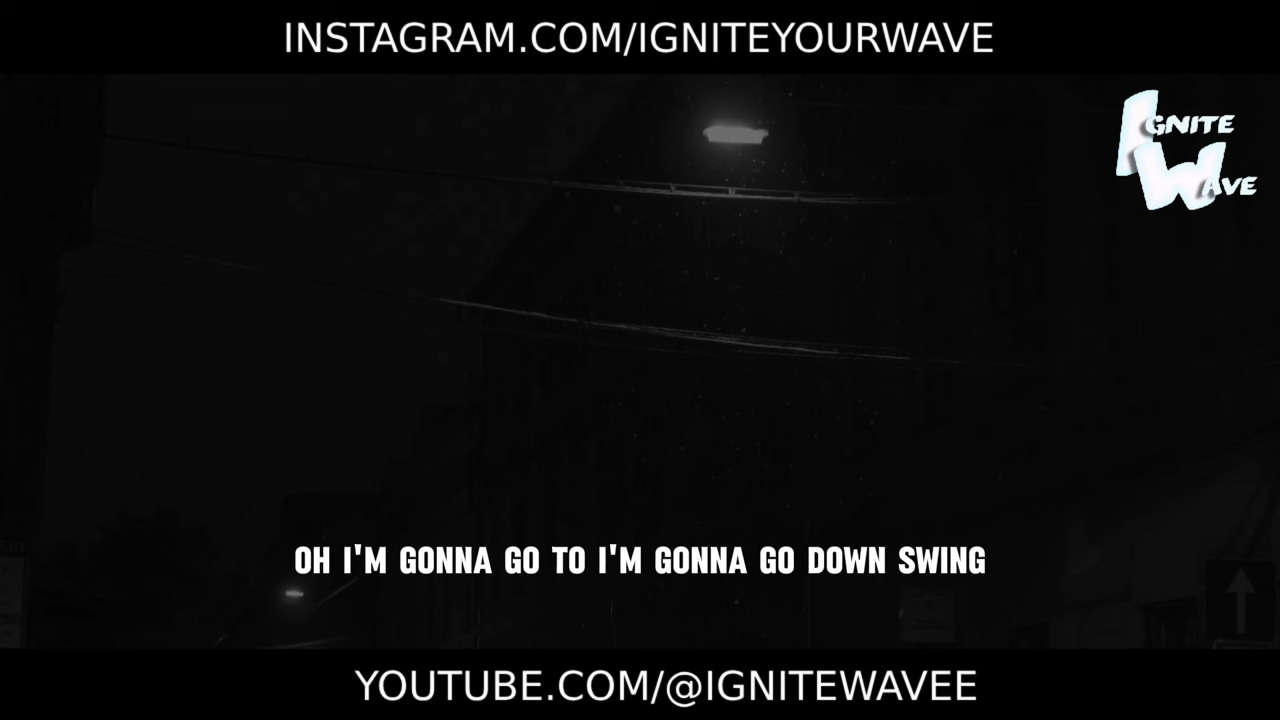 INSTAGRAM.COM/IGNITEYOURWAVE
IGNITE
WAVE
OH I'M GONNA GO TO I'M GONNA GO DOWN SWING
YOUTUBE.COM/@IGNITEWAVEE